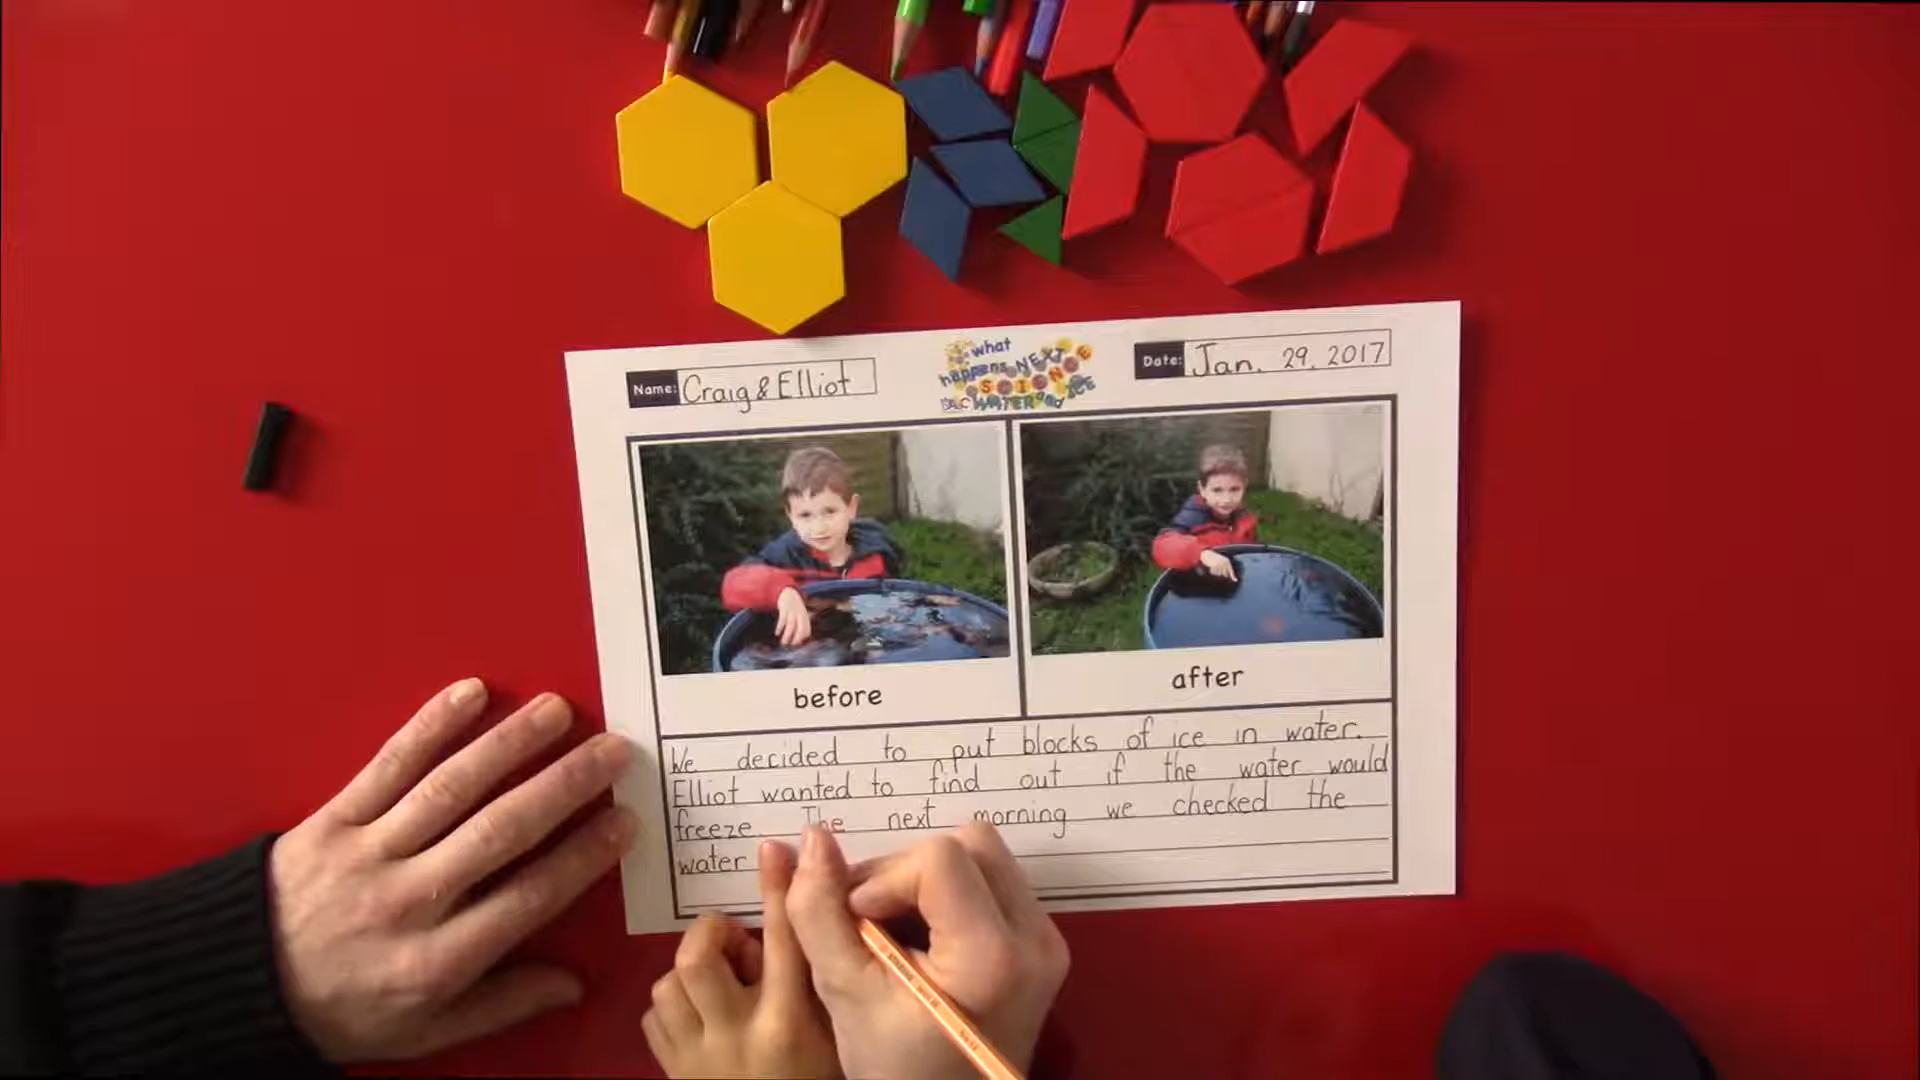 Name: Craig & Elliot
what
happens NEXT
SCIENCE
WATER and ICE
Date: Jan. 29, 2017
before
after
We decided to put blocks of ice in water.
Elliot wanted to find out if the water would
freeze. The next morning we checked the
water